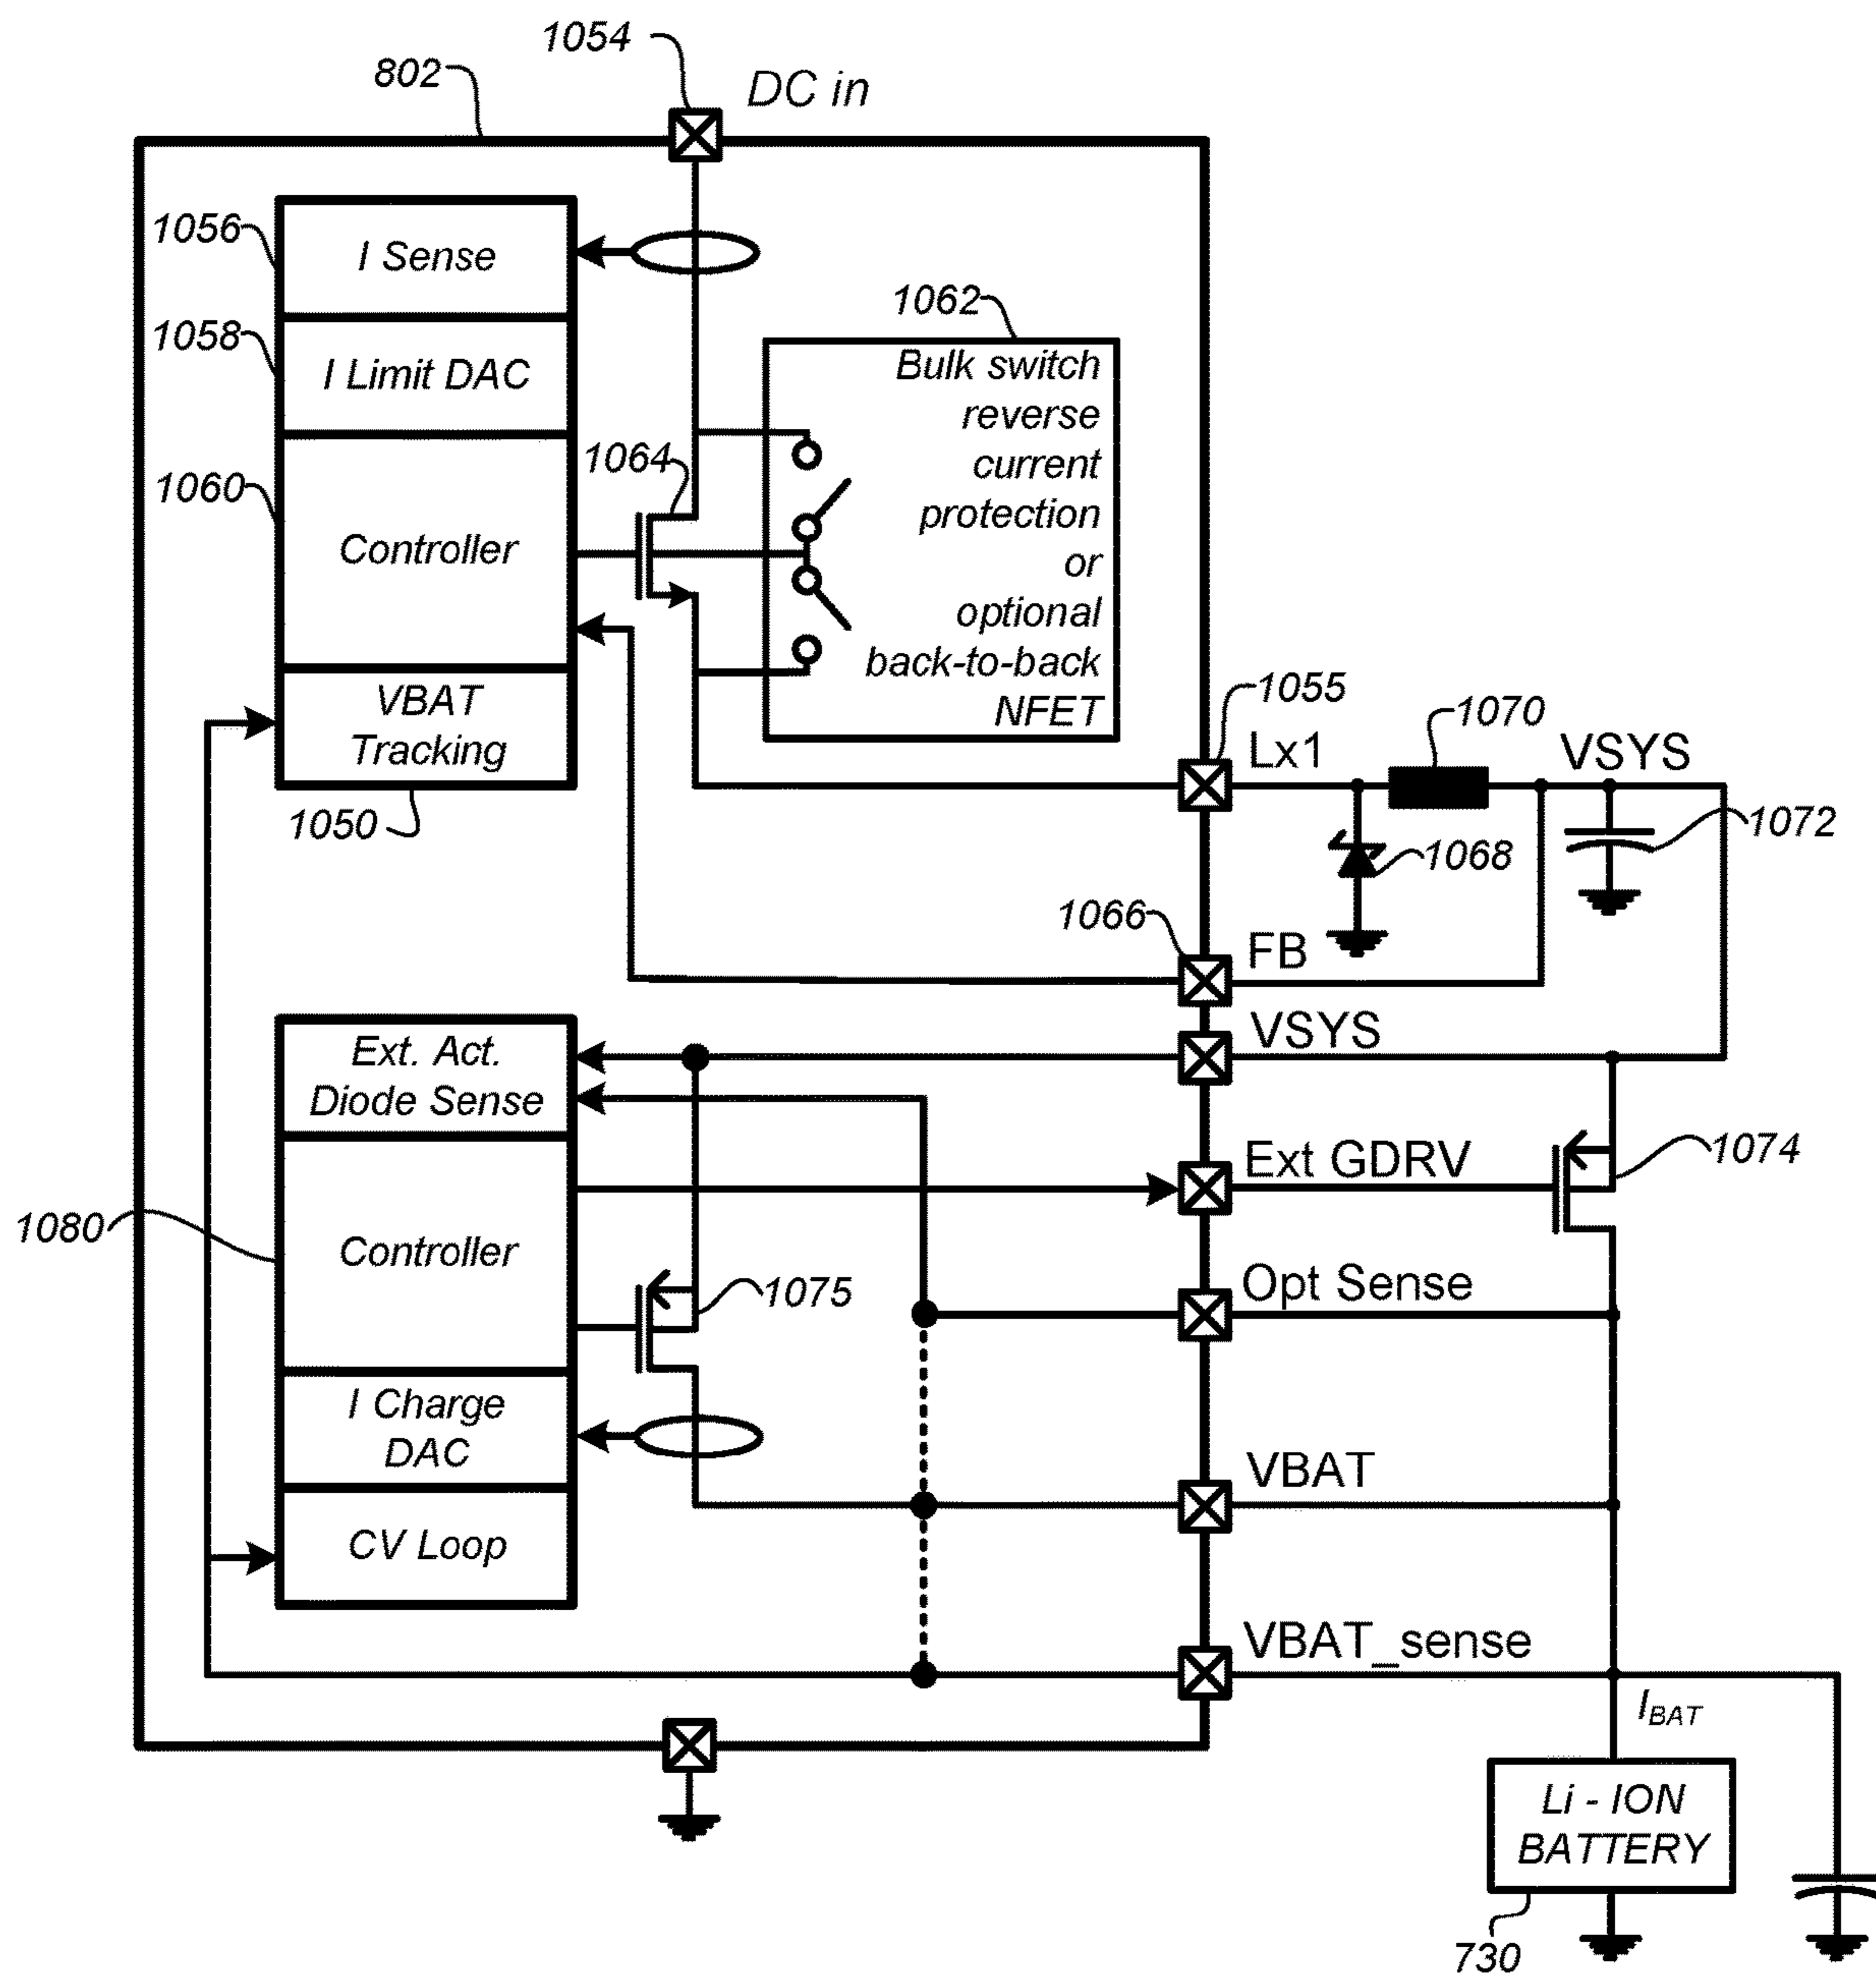 1054
DC in
802
1056
I Sense
1058
I Limit DAC
1060
Controller
VBAT
Tracking
1050
1062
Bulk switch
reverse
current
protection
or
optional
back-to-back
NFET
1064
1055
Lx1
1070
VSYS
1072
1068
1066
FB
VSYS
Ext. Act.
Diode Sense
Ext GDRV
1074
1080
Controller
1075
Opt Sense
I Charge
DAC
VBAT
CV Loop
VBAT_sense
IBAT
Li - ION
BATTERY
730